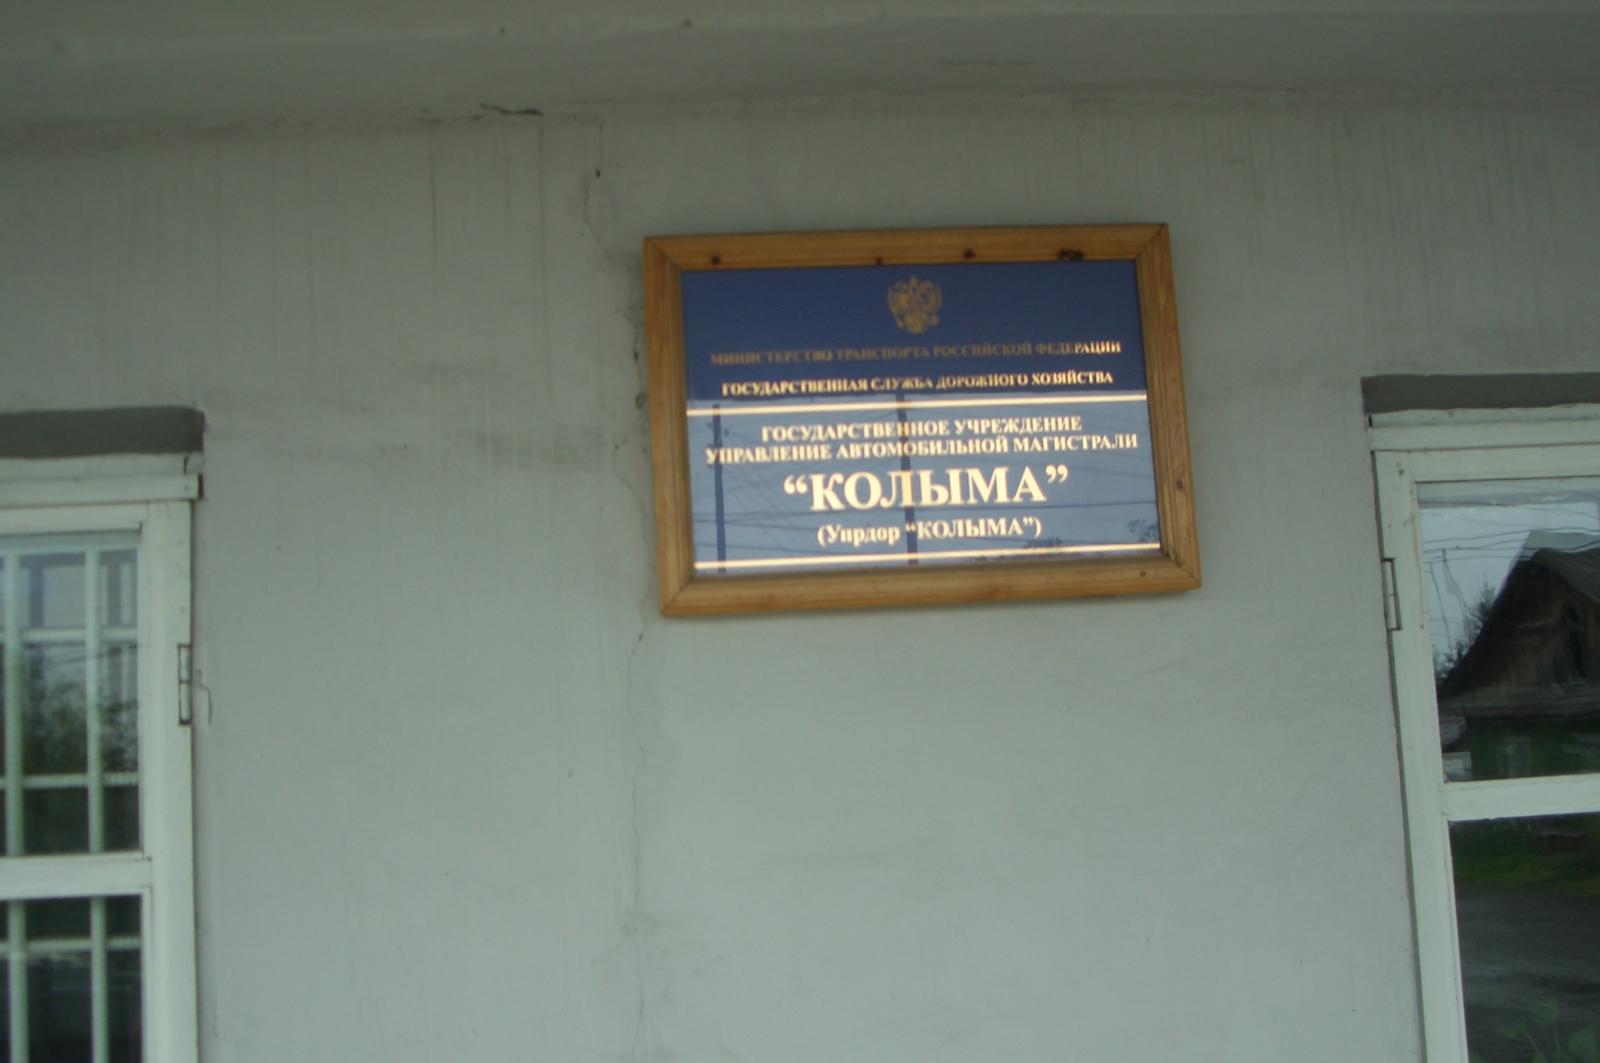 МИНИСТЕРСТВО ТРАНСПОРТА РОССИЙСКОЙ ФЕДЕРАЦИИ
ГОСУДАРСТВЕННАЯ СЛУЖБА ДОРОЖНОГО ХОЗЯЙСТВА
ГОСУДАРСТВЕННОЕ УЧРЕЖДЕНИЕ
УПРАВЛЕНИЕ АВТОМОБИЛЬНОЙ МАГИСТРАЛИ
“КОЛЫМА”
(Упрдор “КОЛЫМА”)